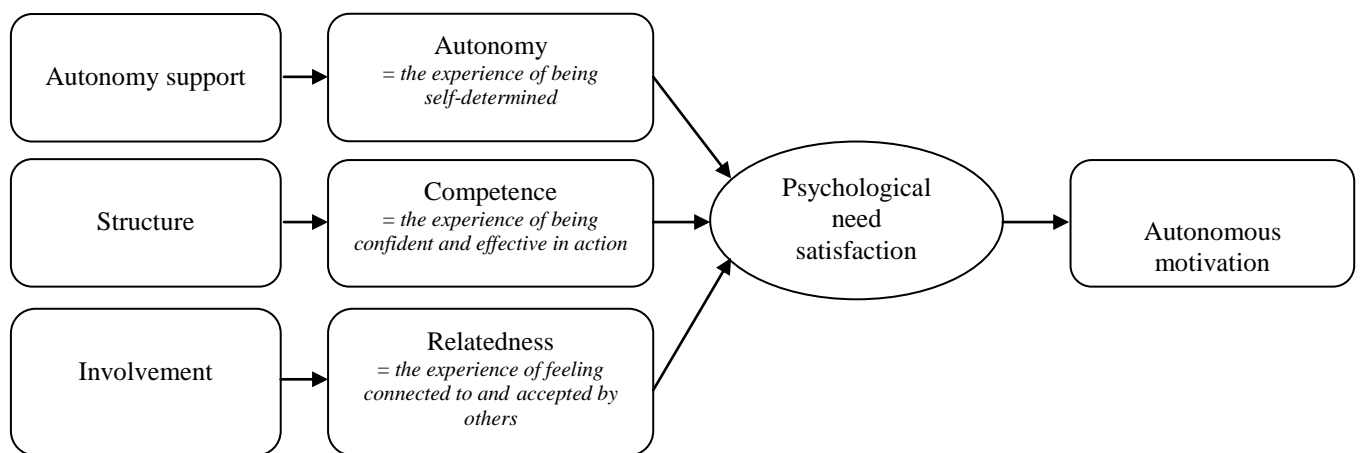 Autonomy support
Autonomy
= the experience of being
self-determined
Structure
Competence
= the experience of being
confident and effective in action
Involvement
Relatedness
= the experience of feeling
connected to and accepted by
others
Psychological
need
satisfaction
Autonomous
motivation